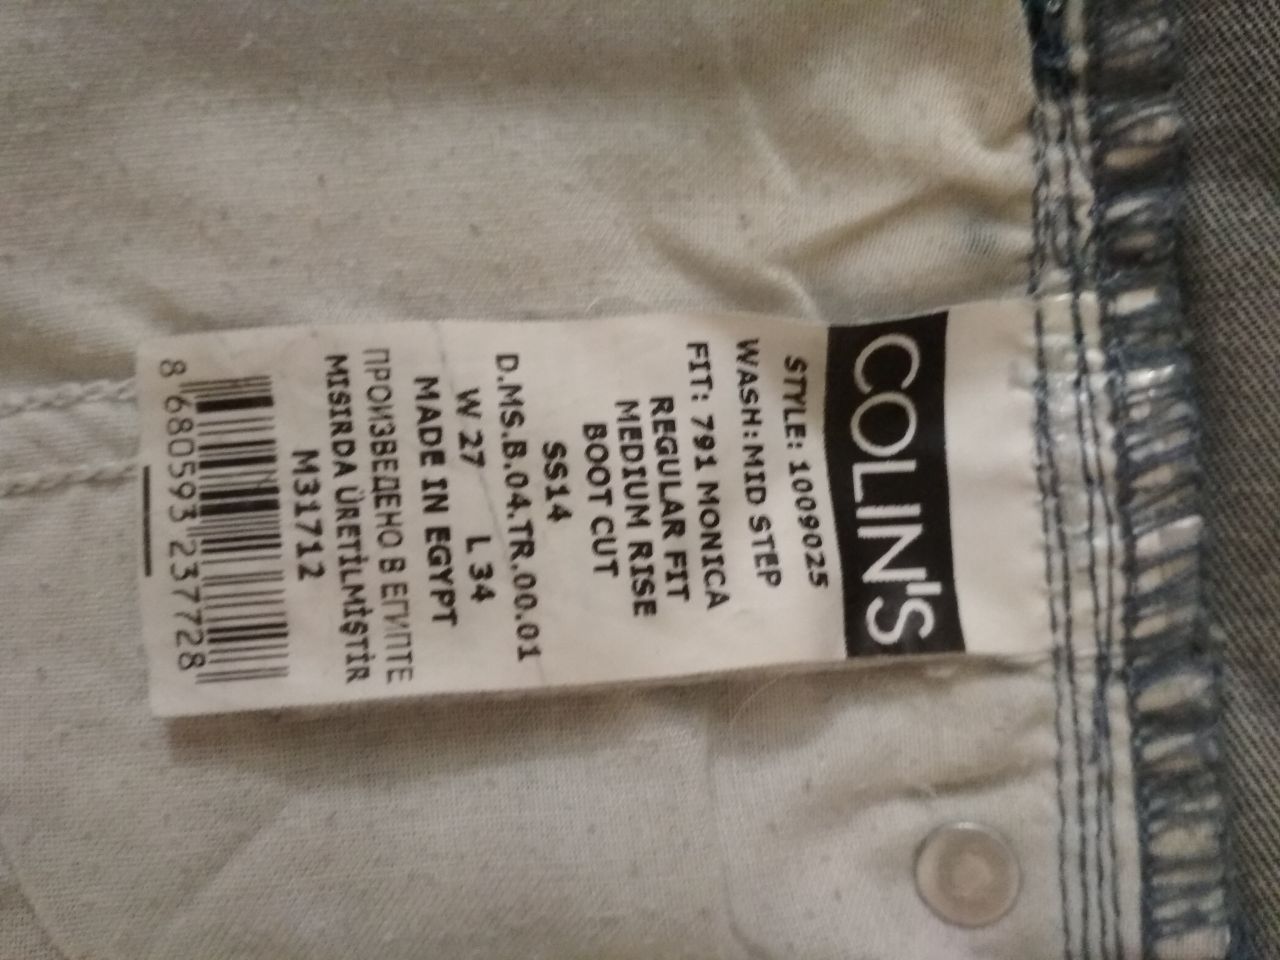 COLIN'S
STYLE: 1009025
WASH: MID STEP
FIT: 791 MONICA
REGULAR FIT
MEDIUM RISE
BOOT CUT
SS14
D.MS.B.04.TR.00.01
W 27 L 34
MADE IN EGYPT
ПРОИЗВЕДЕНО В ЕГИПТЕ
MISIRDA ÜRETİLMİŞTİR
M31712
8 680593 237728